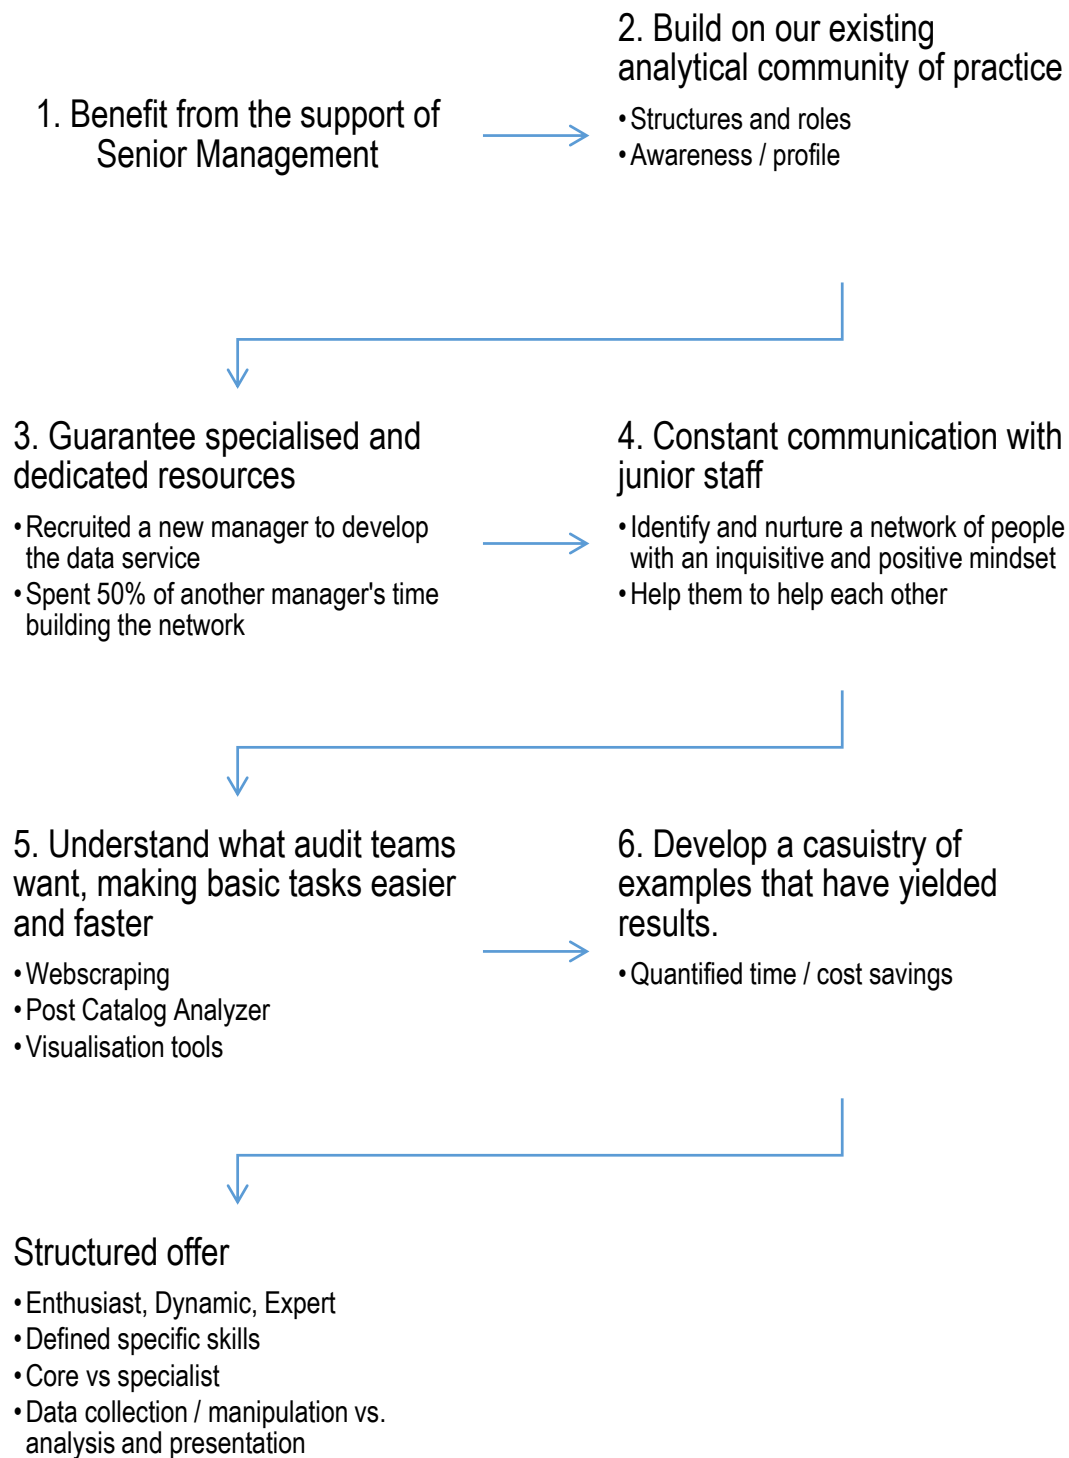 1. Benefit from the support of
Senior Management
2. Build on our existing
analytical community of practice
•Structures and roles
•Awareness / profile
3. Guarantee specialised and
dedicated resources
•Recruited a new manager to develop
the data service
•Spent 50% of another manager's time
building the network
4. Constant communication with
junior staff
•Identify and nurture a network of people
with an inquisitive and positive mindset
•Help them to help each other
5. Understand what audit teams
want, making basic tasks easier
and faster
•Webscraping
•Post Catalog Analyzer
•Visualisation tools
6. Develop a casuistry of
examples that have yielded
results.
•Quantified time / cost savings
Structured offer
•Enthusiast, Dynamic, Expert
•Defined specific skills
•Core vs specialist
•Data collection / manipulation vs.
analysis and presentation